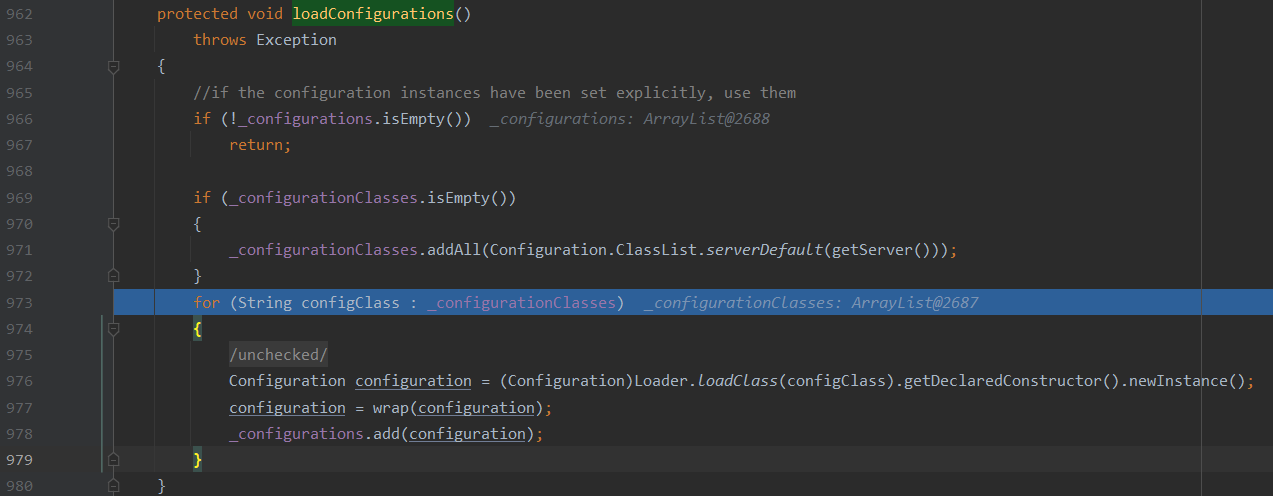 962 protected void loadConfigurations()
963 throws Exception
964 {
965 //if the configuration instances have been set explicitly, use them
966 if (!_configurations.isEmpty()) _configurations: ArrayList@2688
967 return;
968
969 if (_configurationClasses.isEmpty())
970 {
971 _configurationClasses.addAll(Configuration.ClassList.serverDefault(getServer()));
972 }
973 for (String configClass : _configurationClasses) _configurationClasses: ArrayList@2687
974 {
975 /unchecked/
976 Configuration configuration = (Configuration)Loader.loadClass(configClass).getDeclaredConstructor().newInstance();
977 configuration = wrap(configuration);
978 _configurations.add(configuration);
979 }
980 }